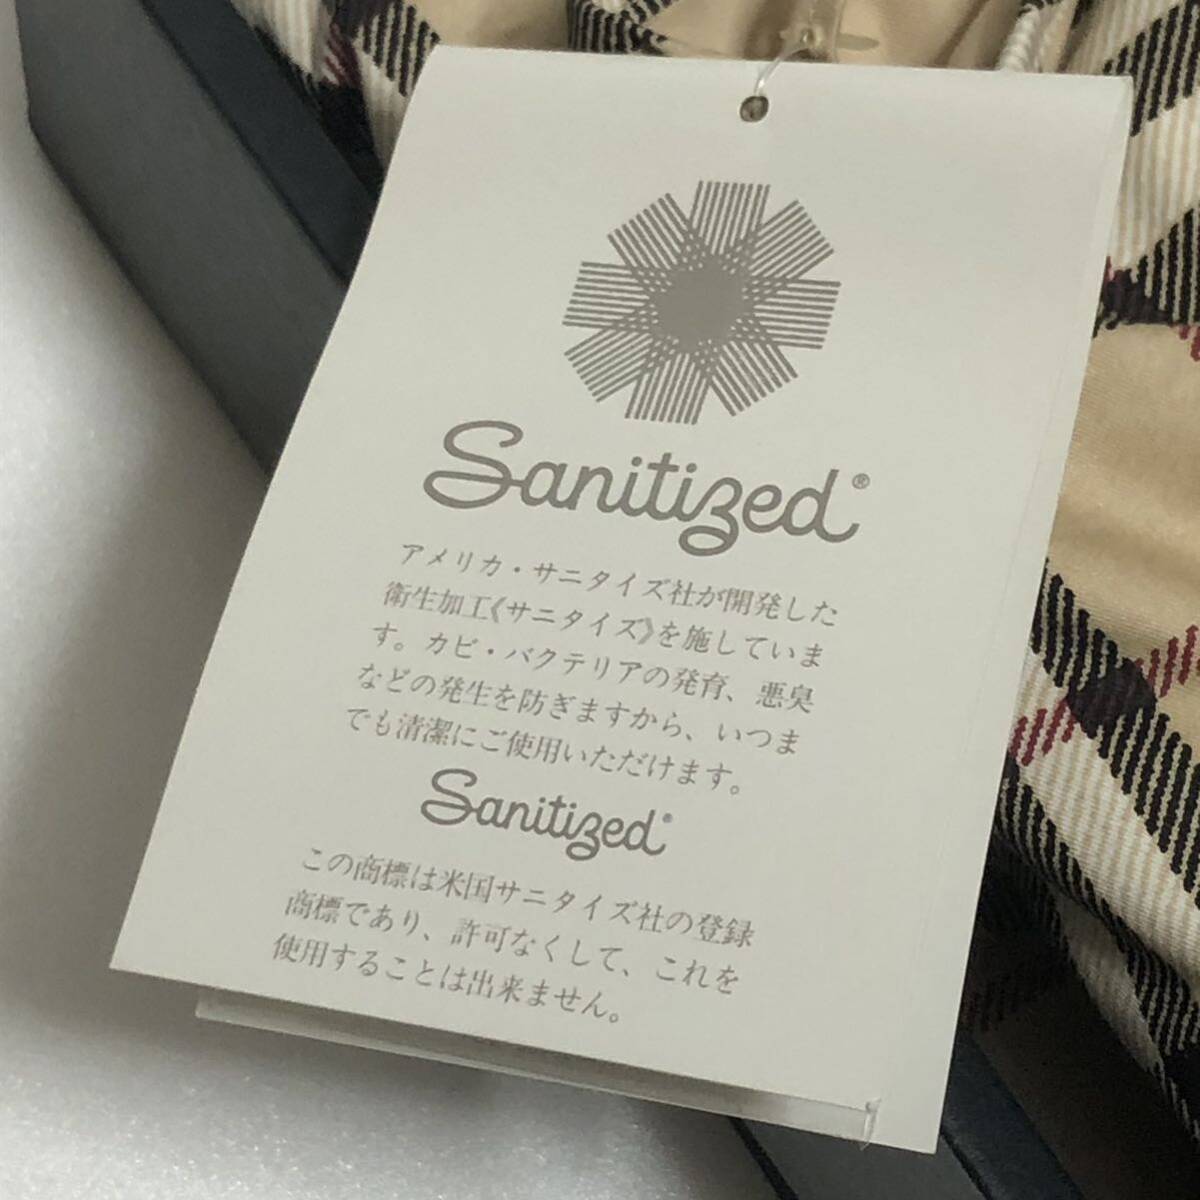 Sanitized®
アメリカ・サニタイズ社が開発した
衛生加工《サニタイズ》を施していま
す。カビ・バクテリアの発育、悪臭
などの発生を防ぎますから、いつま
でも清潔にご使用いただけます。
Sanitized®
この商標は米国サニタイズ社の登録
商標であり、許可なくして、これを
使用することは出来ません。